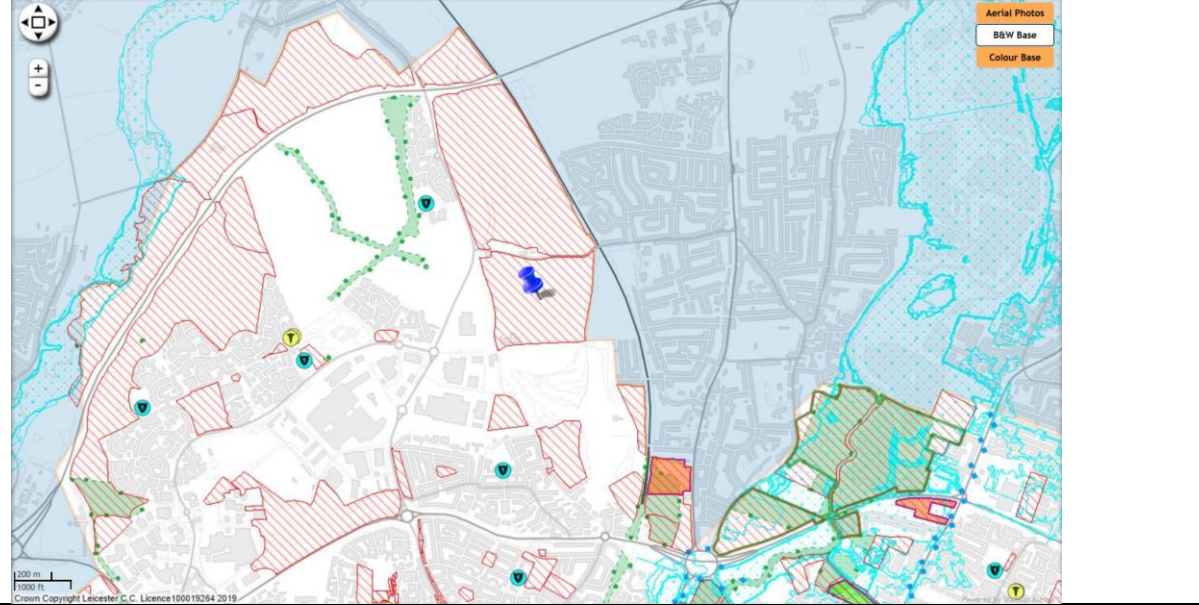 Aerial Photos
B&W Base
Colour Base
+
-
200 m
1000 ft
Crown Copyright Leicester C.C. Licence100019264 2019